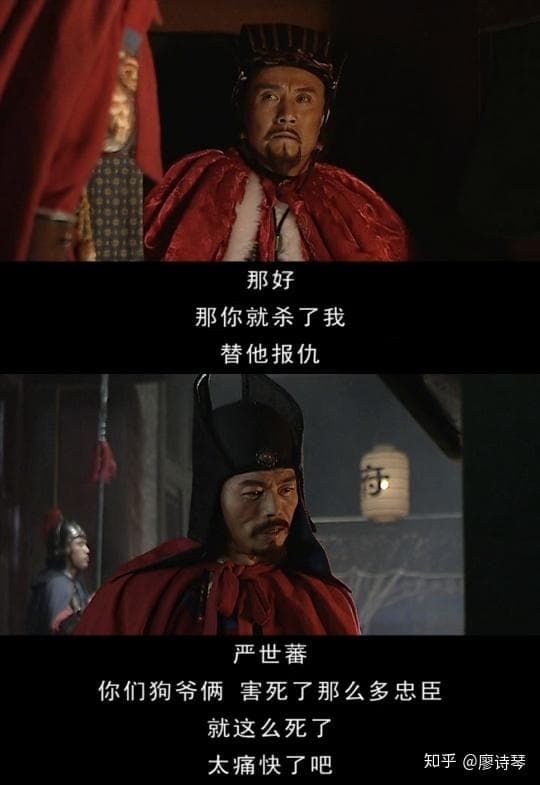 那好
那你就杀了我
替他报仇
严世蕃
你们狗爷俩 害死了那么多忠臣
就这么死了
太痛快了吧
知乎 @廖诗琴